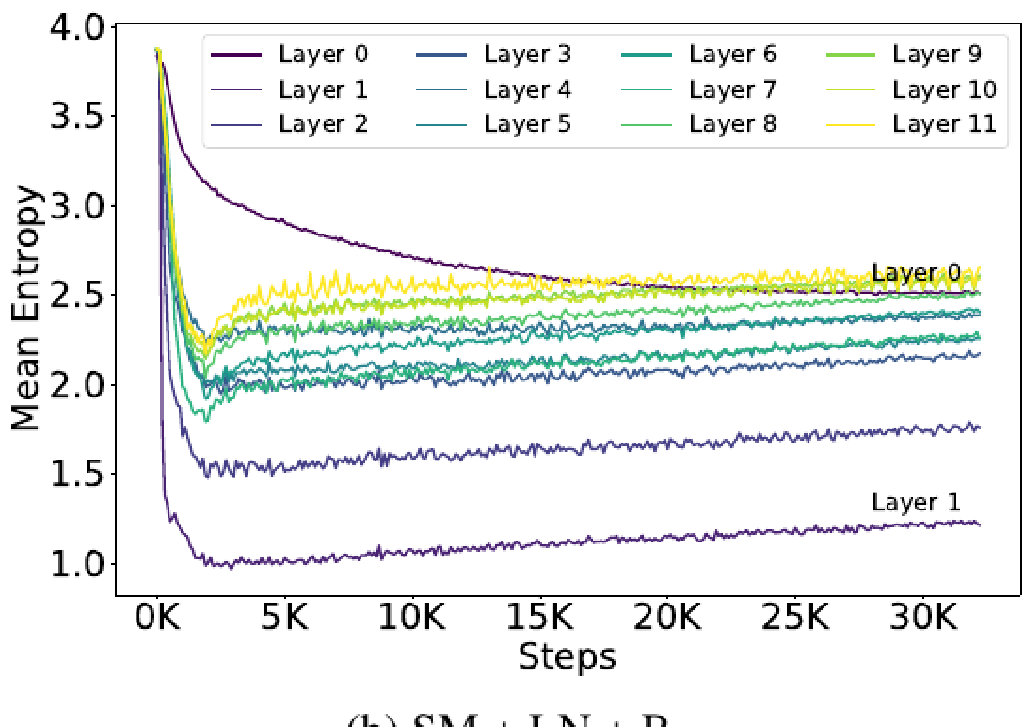 4.0
3.5
3.0
2.5
2.0
1.5
1.0
Mean Entropy
Layer 0 Layer 3 Layer 6 Layer 9
Layer 1 Layer 4 Layer 7 Layer 10
Layer 2 Layer 5 Layer 8 Layer 11
Layer 0
Layer 1
0K 5K 10K 15K 20K 25K 30K
Steps
(b) SM + LN +